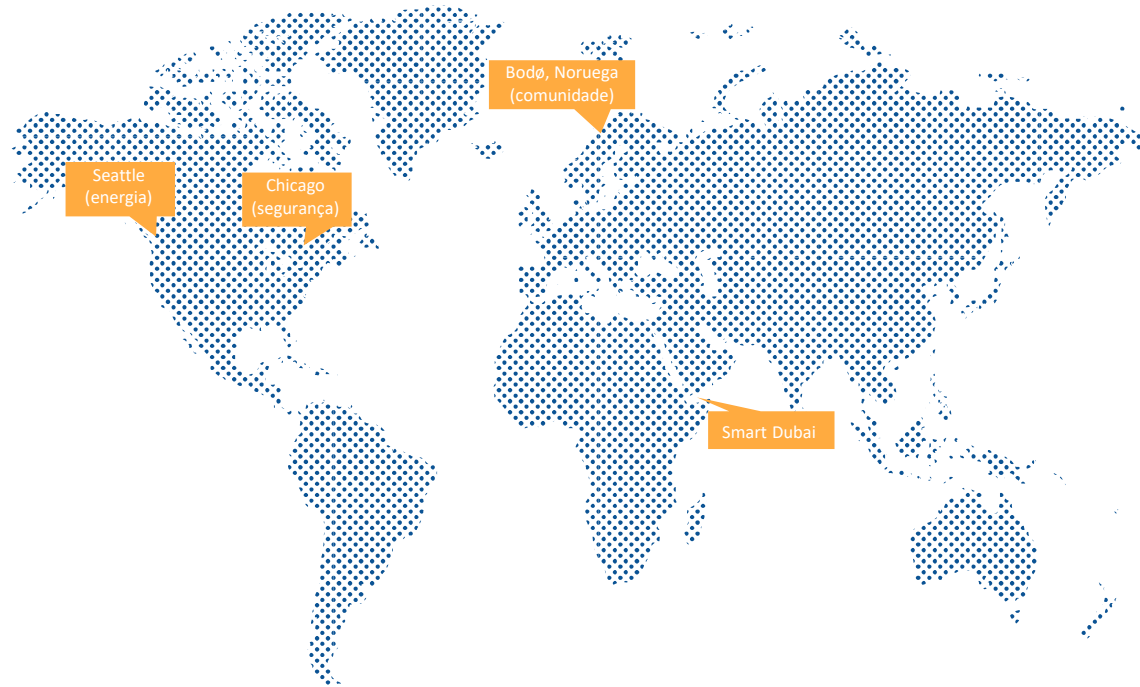 Bodø, Noruega
(comunidade)
Seattle
(energia)
Chicago
(segurança)
Smart Dubai